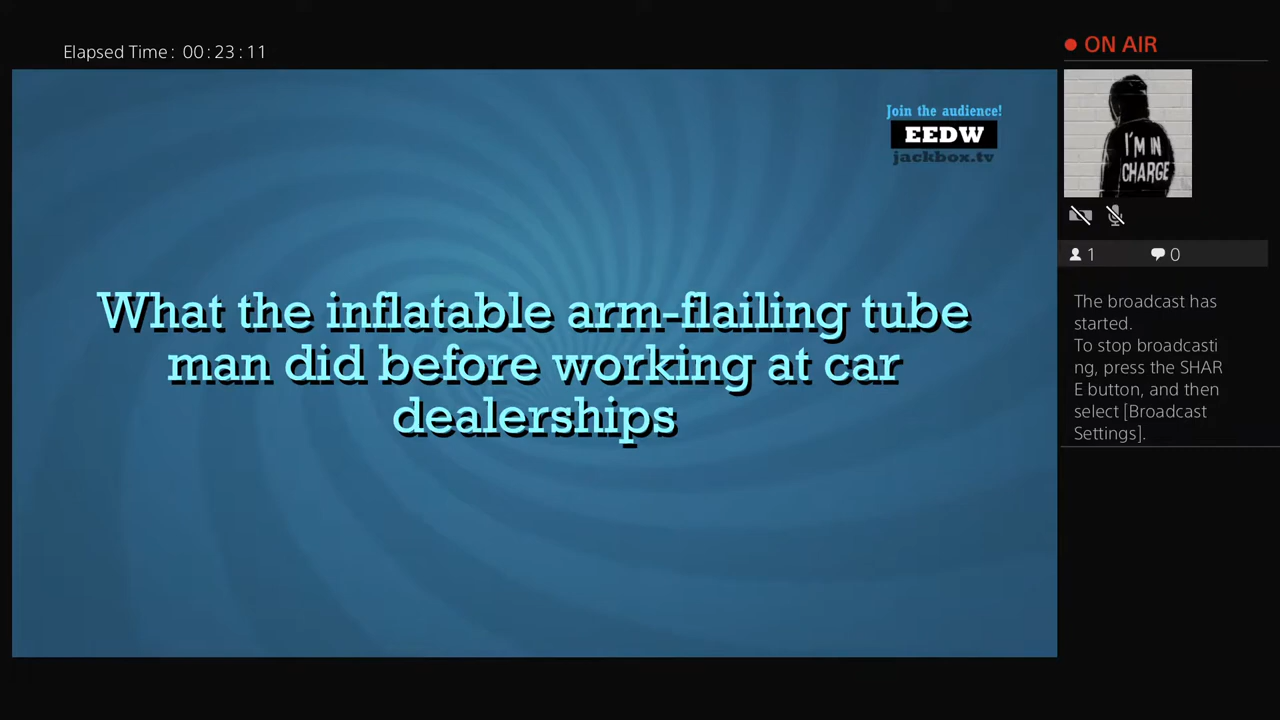 Elapsed Time: 00:23:11
ON AIR
Join the audience!
EEDW
jackbox.tv
I'M IN
CHARGE
1 0
What the inflatable arm-flailing tube
man did before working at car
dealerships
The broadcast has
started.
To stop broadcasti
ng, press the SHAR
E button, and then
select [Broadcast
Settings].